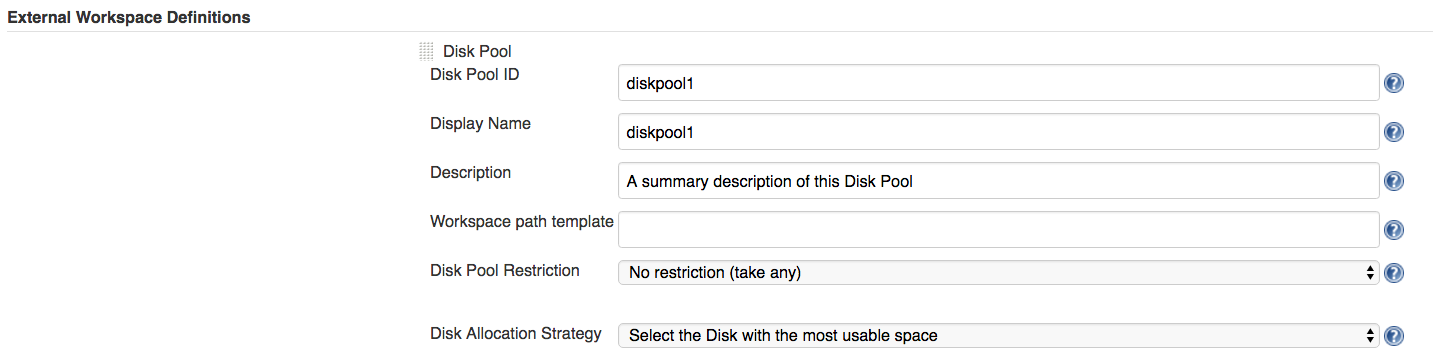 External Workspace Definitions
Disk Pool
Disk Pool ID diskpool1 ?
Display Name diskpool1 ?
Description A summary description of this Disk Pool ?
Workspace path template ?
Disk Pool Restriction No restriction (take any) ?
Disk Allocation Strategy Select the Disk with the most usable space ?